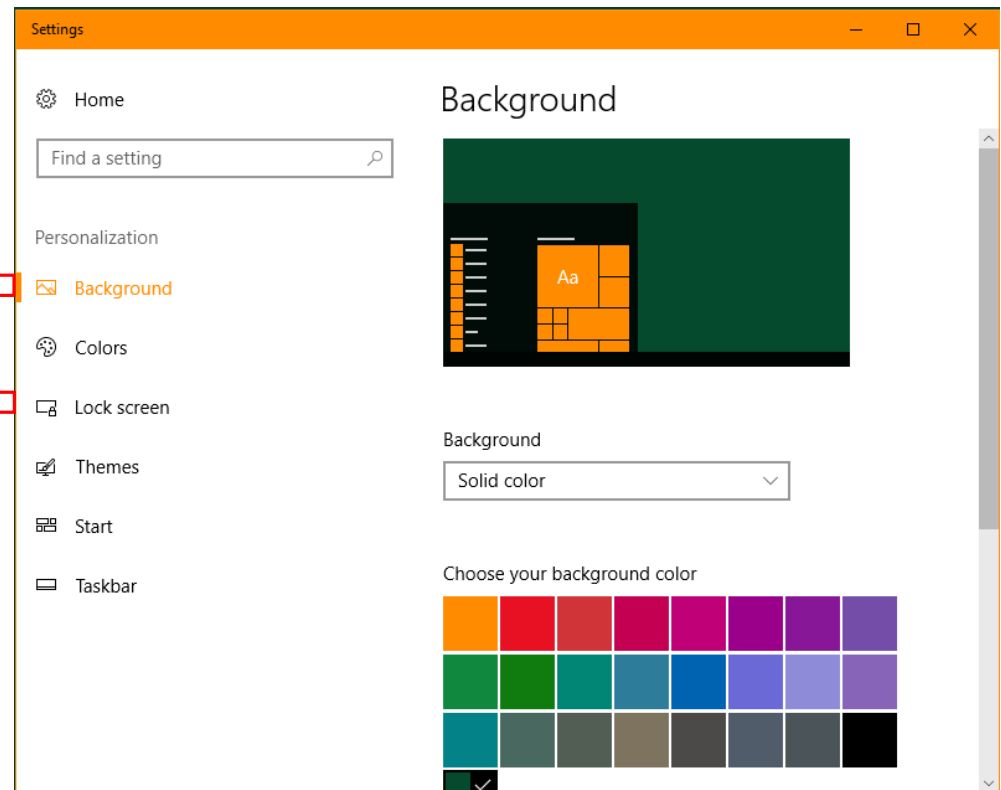 Settings
Home
Find a setting
Personalization
Background
Colors
Lock screen
Themes
Start
Taskbar
Background
Aa
Background
Solid color
Choose your background color